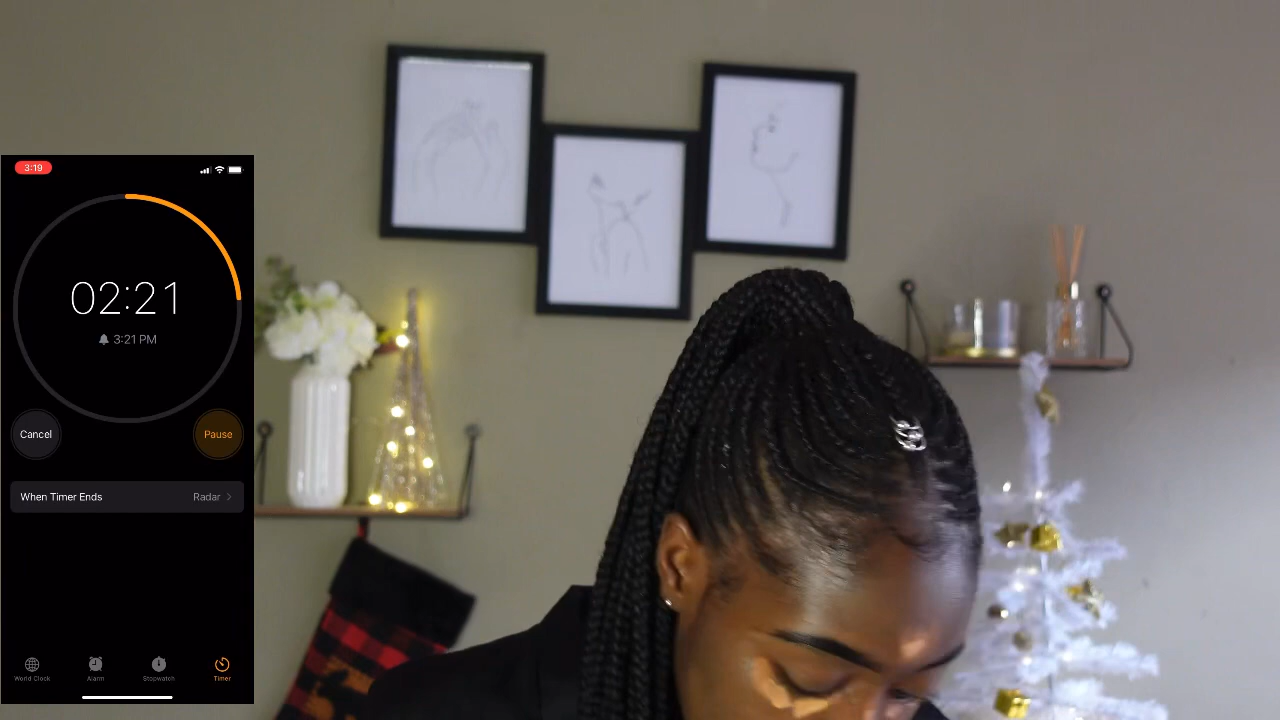 3:19
02:21
3:21 PM
Cancel
Pause
When Timer Ends
Radar
World Clock
Alarm
Stopwatch
Timer